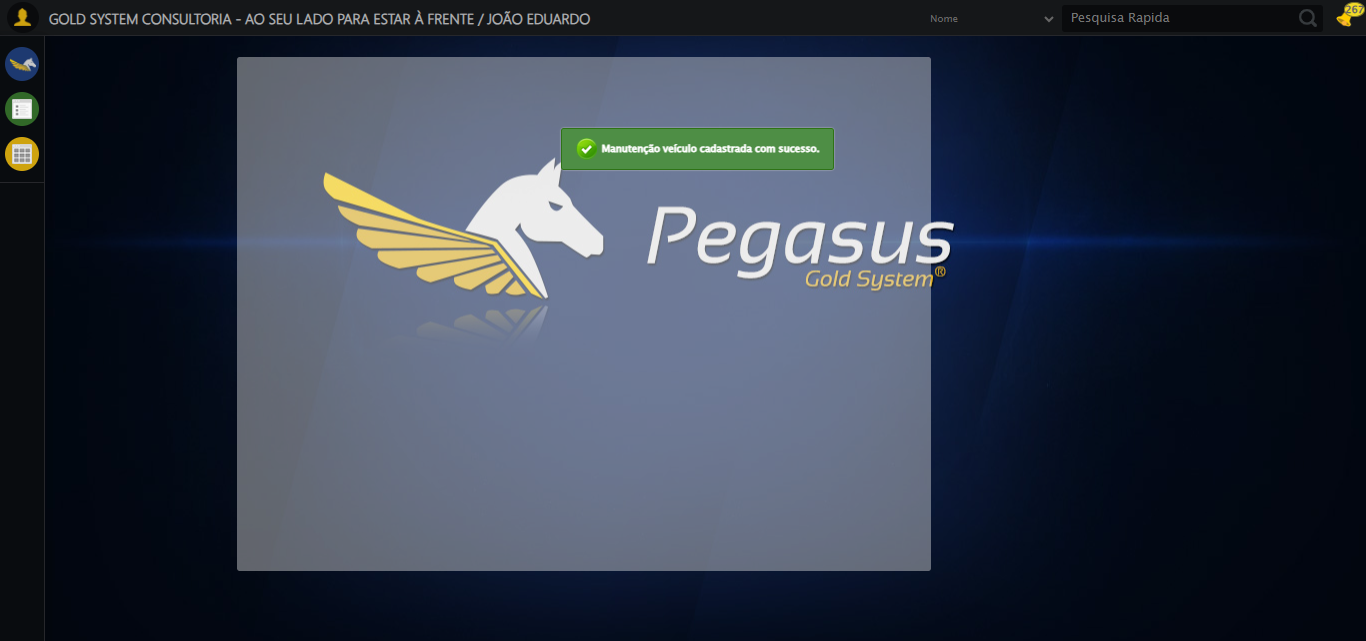 GOLD SYSTEM CONSULTORIA - AO SEU LADO PARA ESTAR À FRENTE / JOÃO EDUARDO
Nome
Pesquisa Rapida
267
Manutenção veículo cadastrada com sucesso.
Pegasus
Gold System®